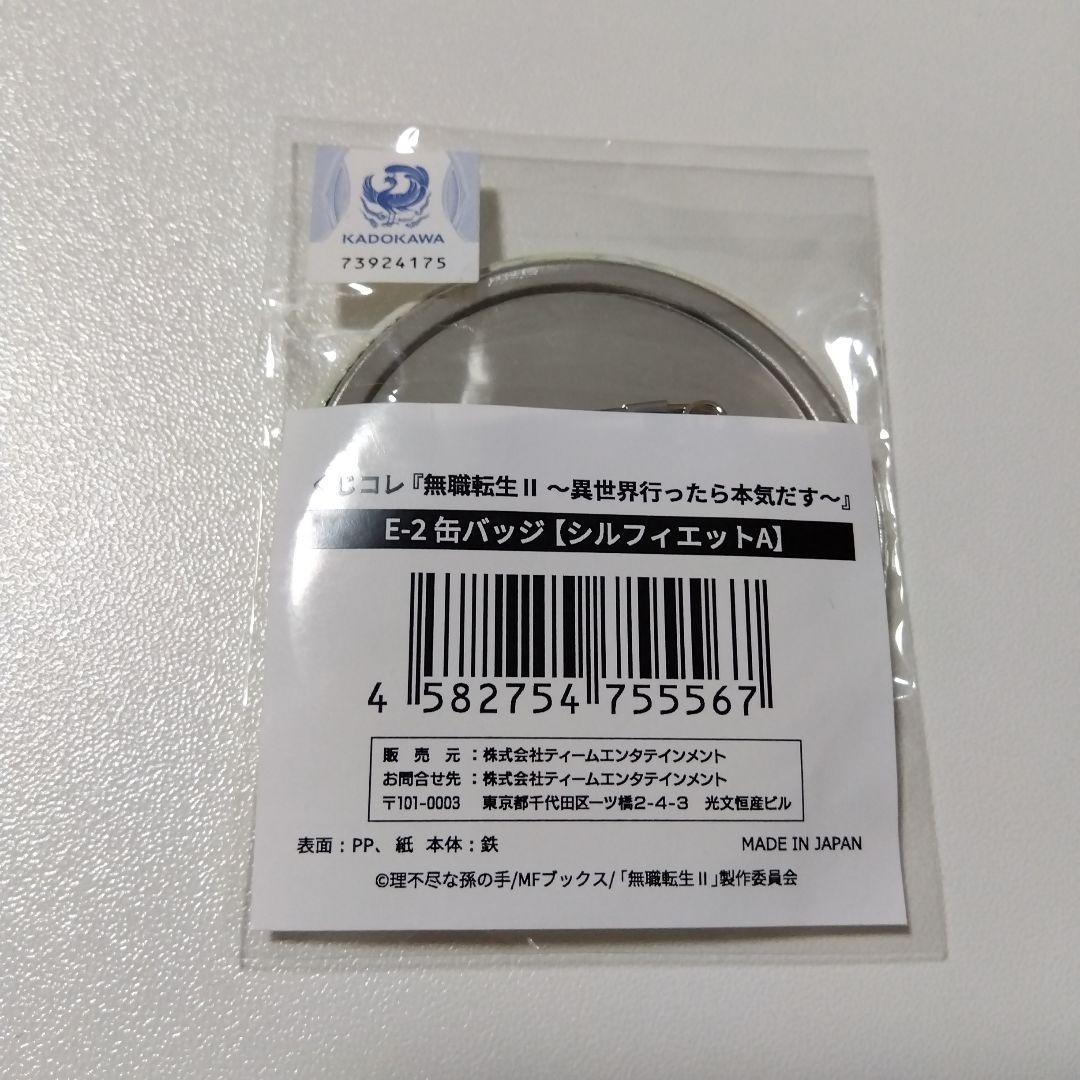 KADOKAWA
73924175
くじコレ『無職転生Ⅱ ～異世界行ったら本気だす～』
E-2 缶バッジ【シルフィエットA】
4 582754 755567
販 売 元 ：株式会社ティームエンタテインメント
お問合せ先：株式会社ティームエンタテインメント
〒101-0003 東京都千代田区一ツ橋2-4-3 光文恒産ビル
表面：PP、紙 本体：鉄
MADE IN JAPAN
©理不尽な孫の手/MFブックス/「無職転生Ⅱ」製作委員会